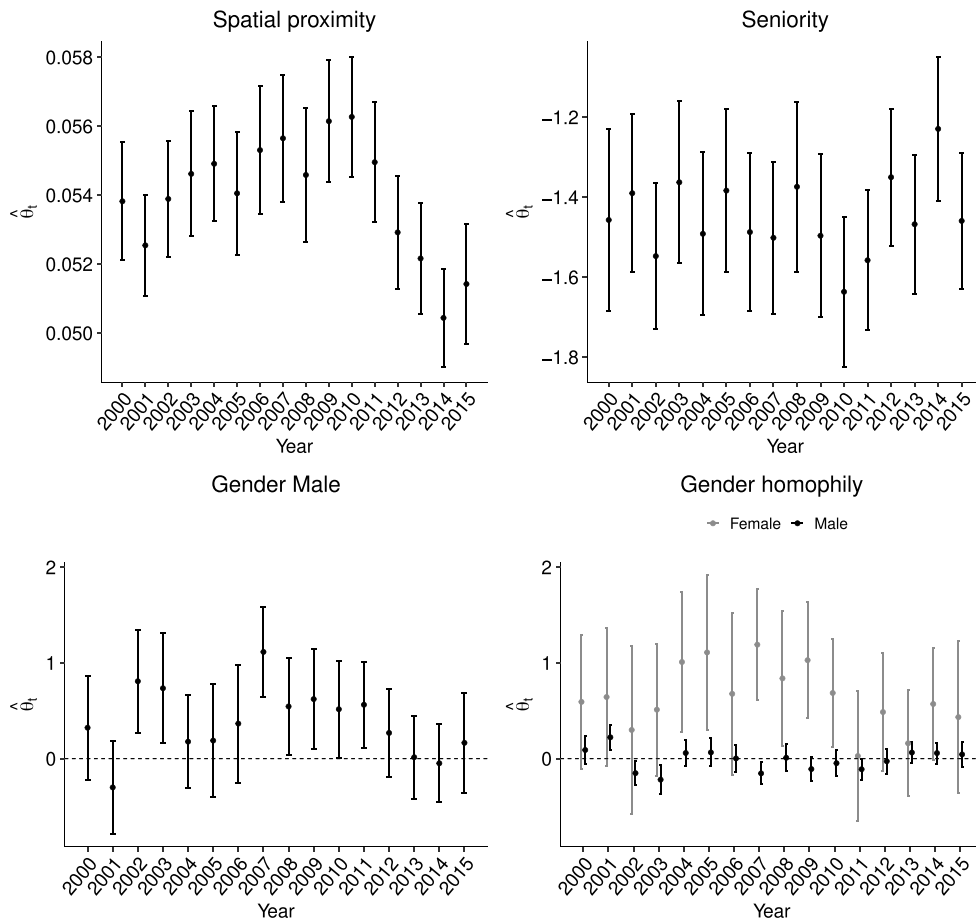 Spatial proximity
0.058
0.056
0.054
0.052
0.050
θ̂t
2000 2001 2002 2003 2004 2005 2006 2007 2008 2009 2010 2011 2012 2013 2014 2015
Year
Seniority
−1.2
−1.4
−1.6
−1.8
θ̂t
2000 2001 2002 2003 2004 2005 2006 2007 2008 2009 2010 2011 2012 2013 2014 2015
Year
Gender Male
2
1
0
θ̂t
2000 2001 2002 2003 2004 2005 2006 2007 2008 2009 2010 2011 2012 2013 2014 2015
Year
Gender homophily
Female Male
2
1
0
θ̂t
2000 2001 2002 2003 2004 2005 2006 2007 2008 2009 2010 2011 2012 2013 2014 2015
Year